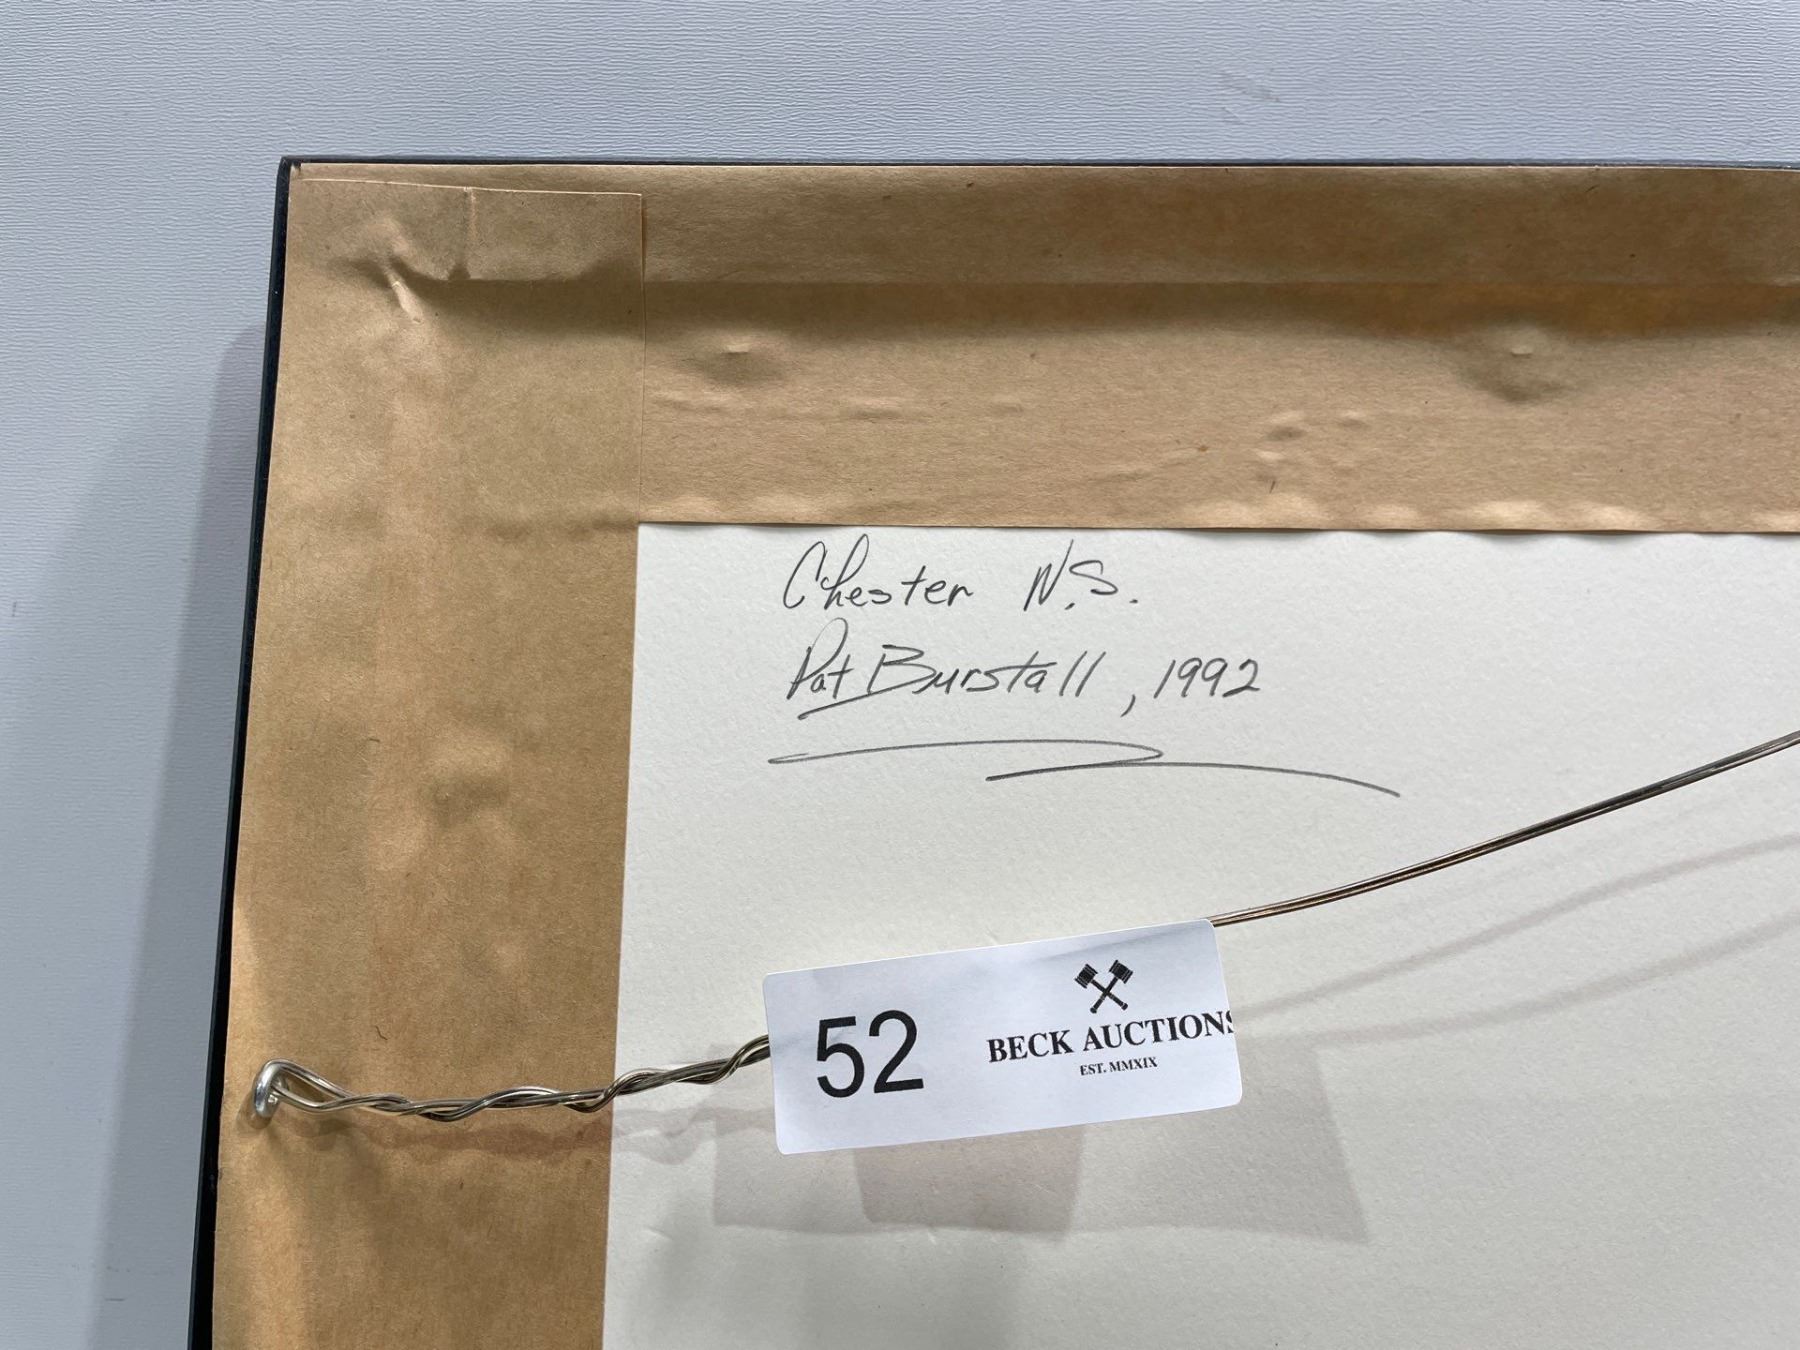 Chester N.S.
Pat Burstall, 1992
52
BECK AUCTIONS
EST. MMXIX